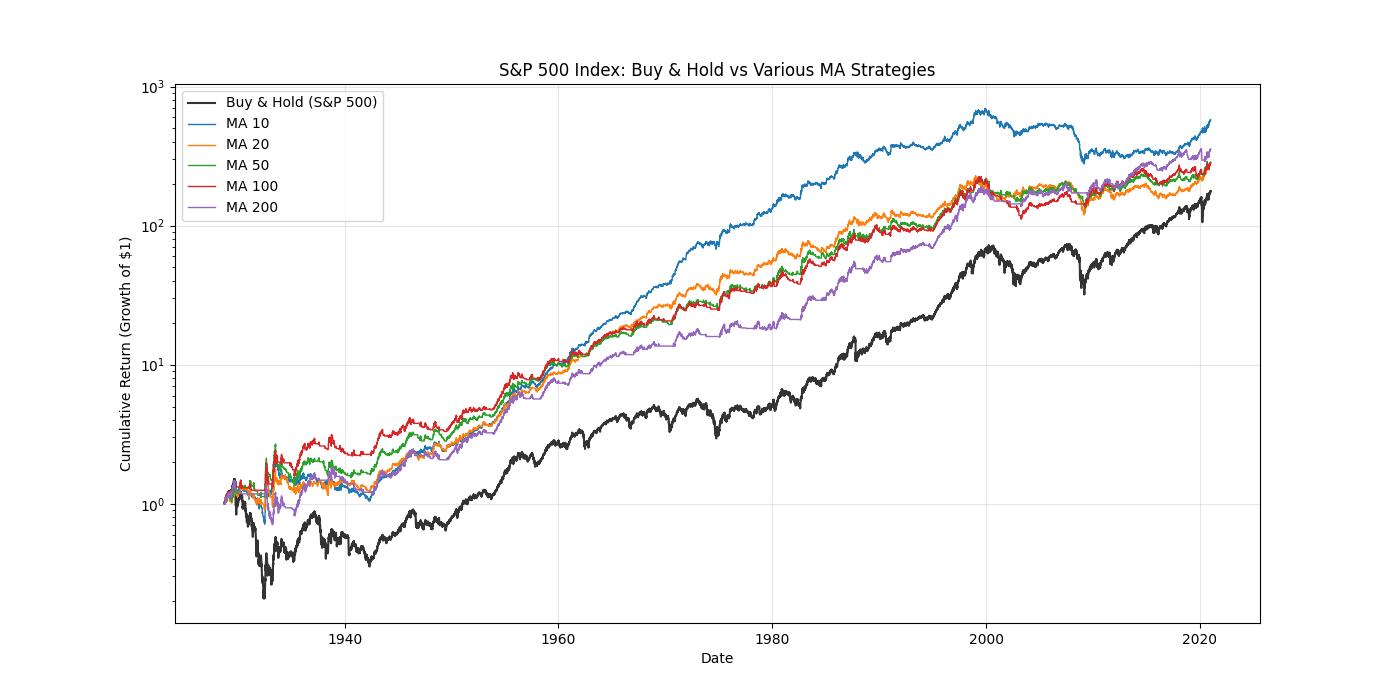 S&P 500 Index: Buy & Hold vs Various MA Strategies
Buy & Hold (S&P 500)
MA 10
MA 20
MA 50
MA 100
MA 200
Cumulative Return (Growth of $1)
10³
10²
10¹
10⁰
1940
1960
1980
2000
2020
Date